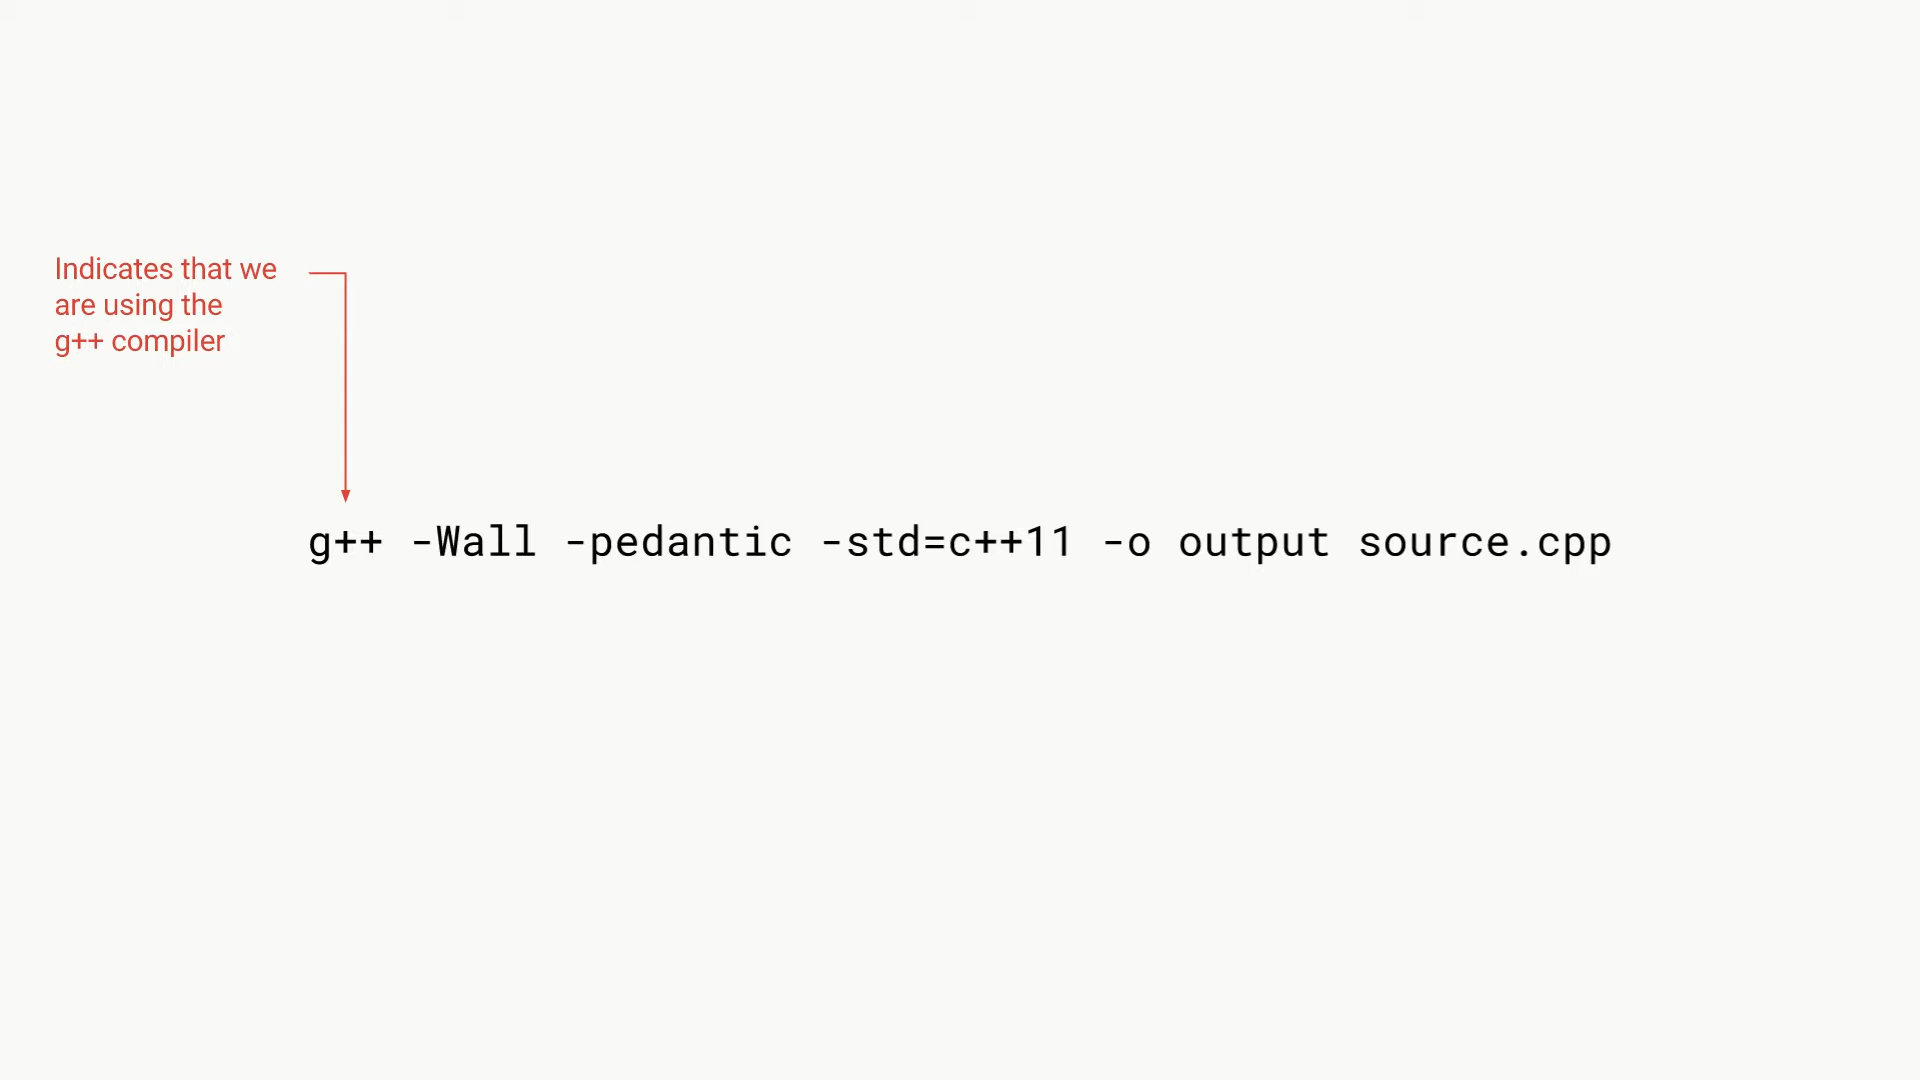 Indicates that we
are using the
g++ compiler
g++ -Wall -pedantic -std=c++11 -o output source.cpp